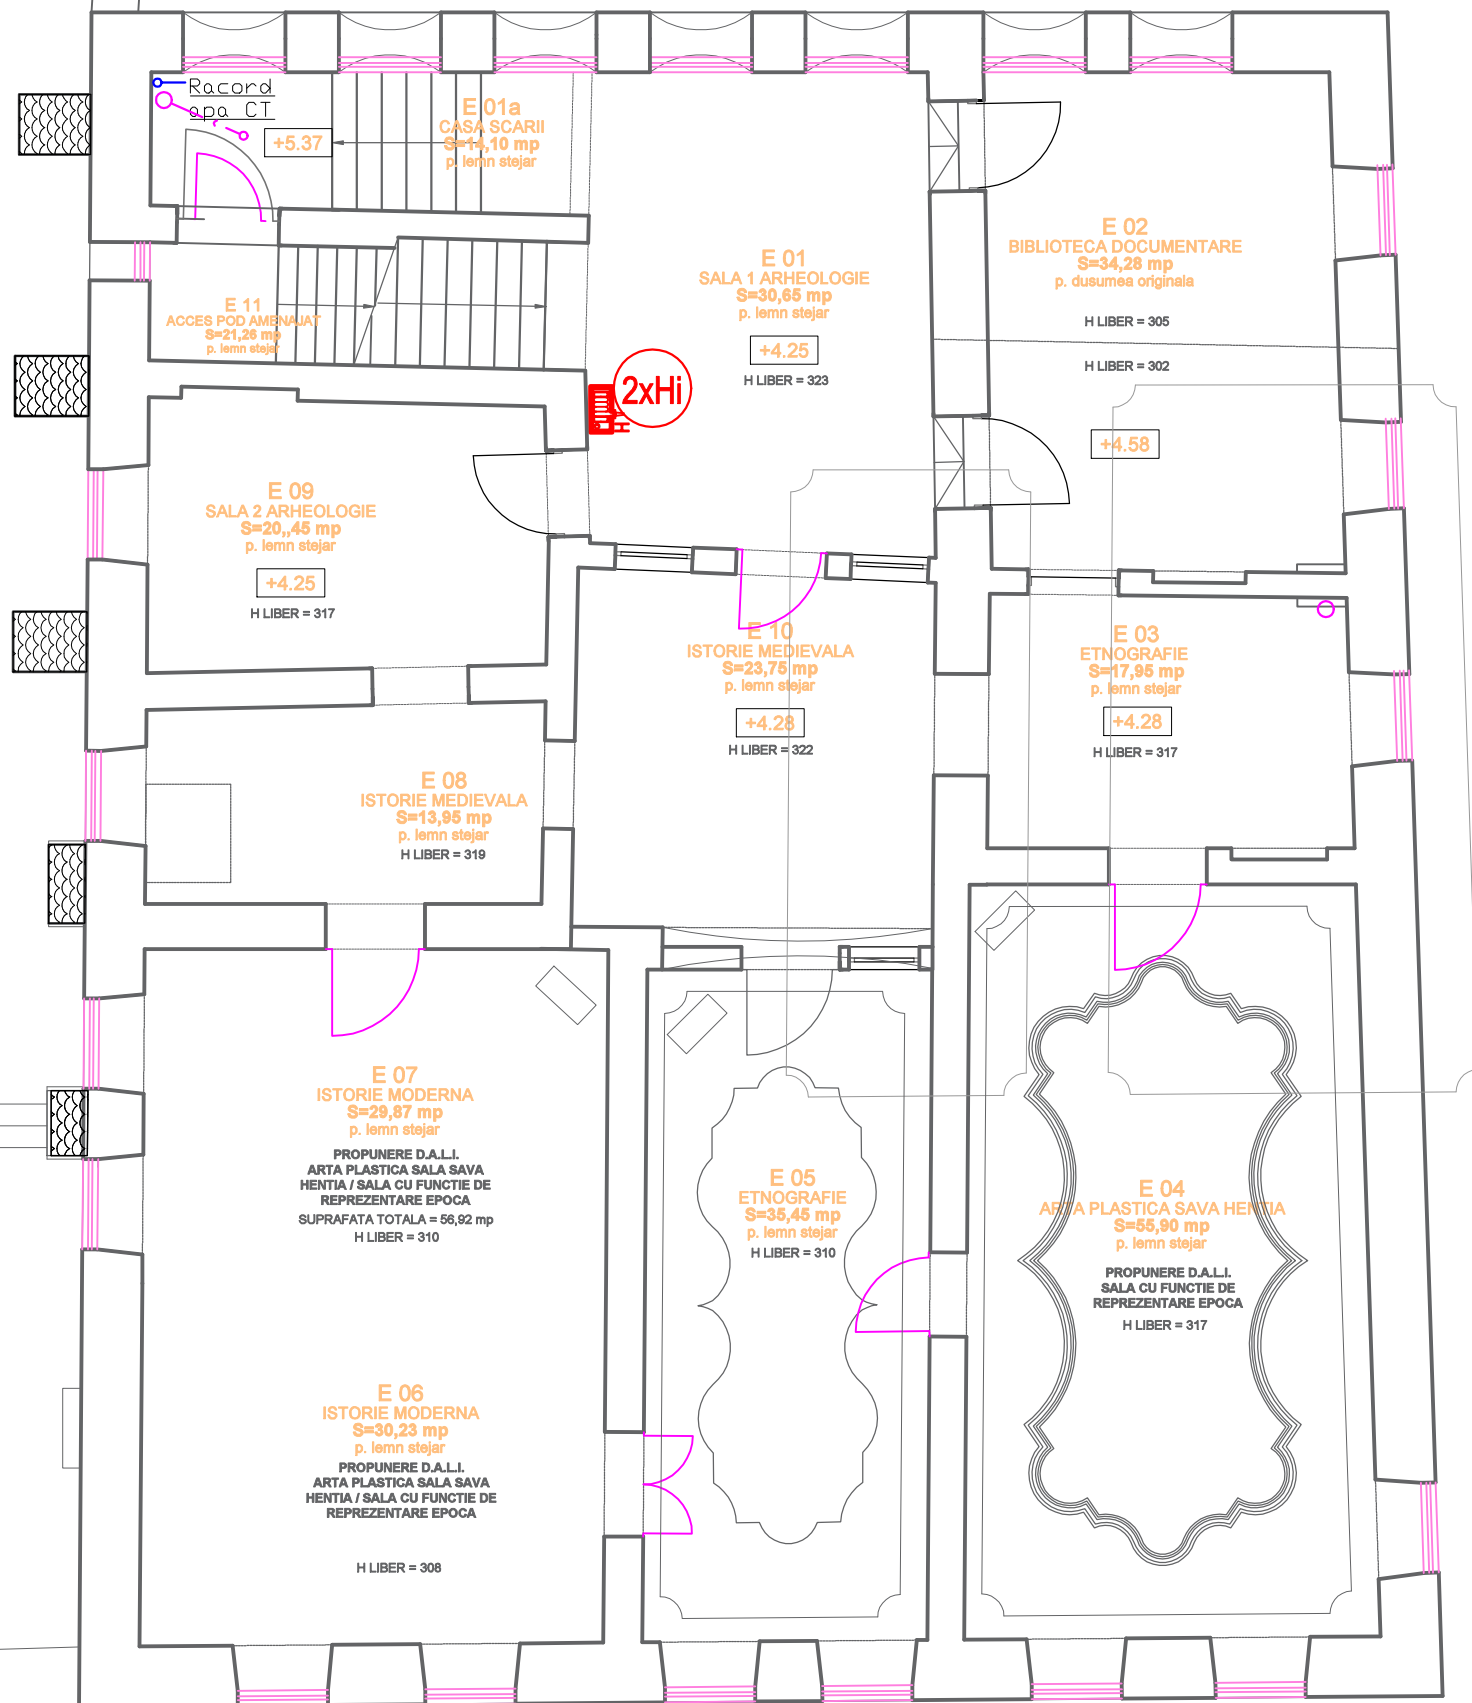 Racord
apa CT
+5.37
E 01a
CASA SCARII
S=14,10 mp
p. lemn stejar
E 11
ACCES POD AMENAJAT
S=21,26 mp
p. lemn stejar
E 01
SALA 1 ARHEOLOGIE
S=30,65 mp
p. lemn stejar
+4.25
H LIBER = 323
E 02
BIBLIOTECA DOCUMENTARE
S=34,28 mp
p. dusumea originala
H LIBER = 305
H LIBER = 302
+4.58
2xHi
H
E 09
SALA 2 ARHEOLOGIE
S=20,,45 mp
p. lemn stejar
+4.25
H LIBER = 317
E 10
ISTORIE MEDIEVALA
S=23,75 mp
p. lemn stejar
+4.28
H LIBER = 322
E 03
ETNOGRAFIE
S=17,95 mp
p. lemn stejar
+4.28
H LIBER = 317
E 08
ISTORIE MEDIEVALA
S=13,95 mp
p. lemn stejar
H LIBER = 319
E 07
ISTORIE MODERNA
S=29,87 mp
p. lemn stejar
PROPUNERE D.A.L.I.
ARTA PLASTICA SALA SAVA
HENTIA / SALA CU FUNCTIE DE
REPREZENTARE EPOCA
SUPRAFATA TOTALA = 56,92 mp
H LIBER = 310
E 05
ETNOGRAFIE
S=35,45 mp
p. lemn stejar
H LIBER = 310
E 04
ARTA PLASTICA SAVA HENTIA
S=55,90 mp
p. lemn stejar
PROPUNERE D.A.L.I.
SALA CU FUNCTIE DE
REPREZENTARE EPOCA
H LIBER = 317
E 06
ISTORIE MODERNA
S=30,23 mp
p. lemn stejar
PROPUNERE D.A.L.I.
ARTA PLASTICA SALA SAVA
HENTIA / SALA CU FUNCTIE DE
REPREZENTARE EPOCA
H LIBER = 308